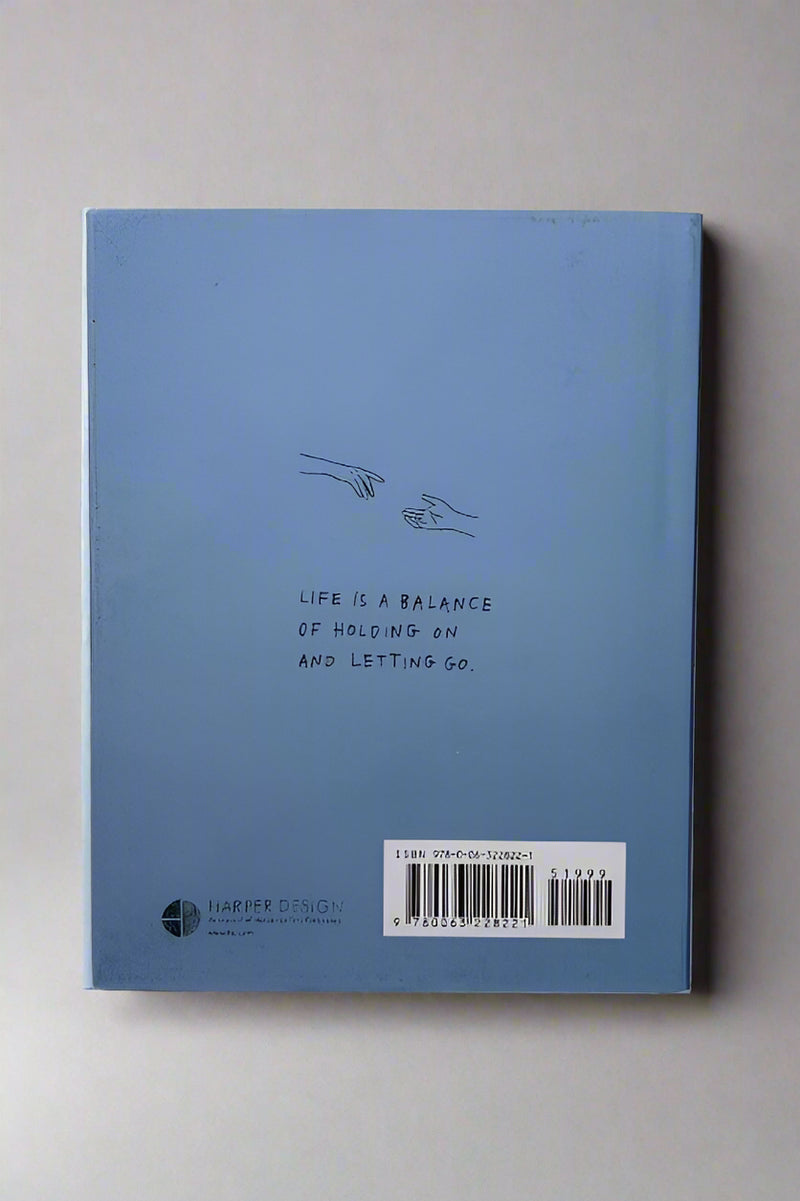 LIFE IS A BALANCE
OF HOLDING ON
AND LETTING GO.
ISBN 978-0-06-322822-1
51999
9 780063 228221
HARPER DESIGN